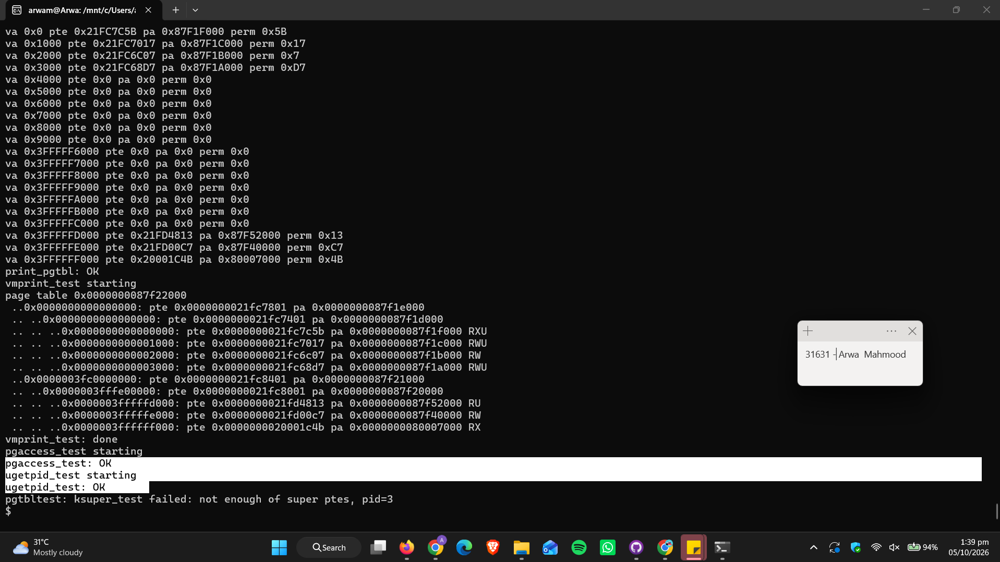 arwam@Arwa: /mnt/c/Users/a
va 0x0 pte 0x21FC7C5B pa 0x87F1F000 perm 0x5B
va 0x1000 pte 0x21FC7017 pa 0x87F1C000 perm 0x17
va 0x2000 pte 0x21FC6C07 pa 0x87F1B000 perm 0x7
va 0x3000 pte 0x21FC68D7 pa 0x87F1A000 perm 0xD7
va 0x4000 pte 0x0 pa 0x0 perm 0x0
va 0x5000 pte 0x0 pa 0x0 perm 0x0
va 0x6000 pte 0x0 pa 0x0 perm 0x0
va 0x7000 pte 0x0 pa 0x0 perm 0x0
va 0x8000 pte 0x0 pa 0x0 perm 0x0
va 0x9000 pte 0x0 pa 0x0 perm 0x0
va 0x3FFFFF6000 pte 0x0 pa 0x0 perm 0x0
va 0x3FFFFF7000 pte 0x0 pa 0x0 perm 0x0
va 0x3FFFFF8000 pte 0x0 pa 0x0 perm 0x0
va 0x3FFFFF9000 pte 0x0 pa 0x0 perm 0x0
va 0x3FFFFFA000 pte 0x0 pa 0x0 perm 0x0
va 0x3FFFFFB000 pte 0x0 pa 0x0 perm 0x0
va 0x3FFFFFC000 pte 0x0 pa 0x0 perm 0x0
va 0x3FFFFFD000 pte 0x21FD4813 pa 0x87F52000 perm 0x13
va 0x3FFFFFE000 pte 0x21FD00C7 pa 0x87F40000 perm 0xC7
va 0x3FFFFFF000 pte 0x20001C4B pa 0x80007000 perm 0x4B
print_pgtbl: OK
vmprint_test starting
page table 0x0000000087f22000
..0x0000000000000000: pte 0x0000000021fc7801 pa 0x0000000087f1e000
.. ..0x0000000000000000: pte 0x0000000021fc7401 pa 0x0000000087f1d000
.. .. ..0x0000000000000000: pte 0x0000000021fc7c5b pa 0x0000000087f1f000 RXU
.. .. ..0x0000000000001000: pte 0x0000000021fc7017 pa 0x0000000087f1c000 RWU
.. .. ..0x0000000000002000: pte 0x0000000021fc6c07 pa 0x0000000087f1b000 RW
.. .. ..0x0000000000003000: pte 0x0000000021fc68d7 pa 0x0000000087f1a000 RWU
..0x0000003fc0000000: pte 0x0000000021fc8401 pa 0x0000000087f21000
.. ..0x0000003fffe00000: pte 0x0000000021fc8001 pa 0x0000000087f20000
.. .. ..0x0000003fffffd000: pte 0x0000000021fd4813 pa 0x0000000087f52000 RU
.. .. ..0x0000003fffffe000: pte 0x0000000021fd00c7 pa 0x0000000087f40000 RW
.. .. ..0x0000003ffffff000: pte 0x0000000020001c4b pa 0x0000000080007000 RX
vmprint_test: done
pgaccess_test starting
pgaccess_test: OK
ugetpid_test starting
ugetpid_test: OK
pgtbltest: ksuper_test failed: not enough of super ptes, pid=3
$
31631 - Arwa  Mahmood
31°C
Mostly cloudy
Search
A
94%
1:39 pm
05/10/2026